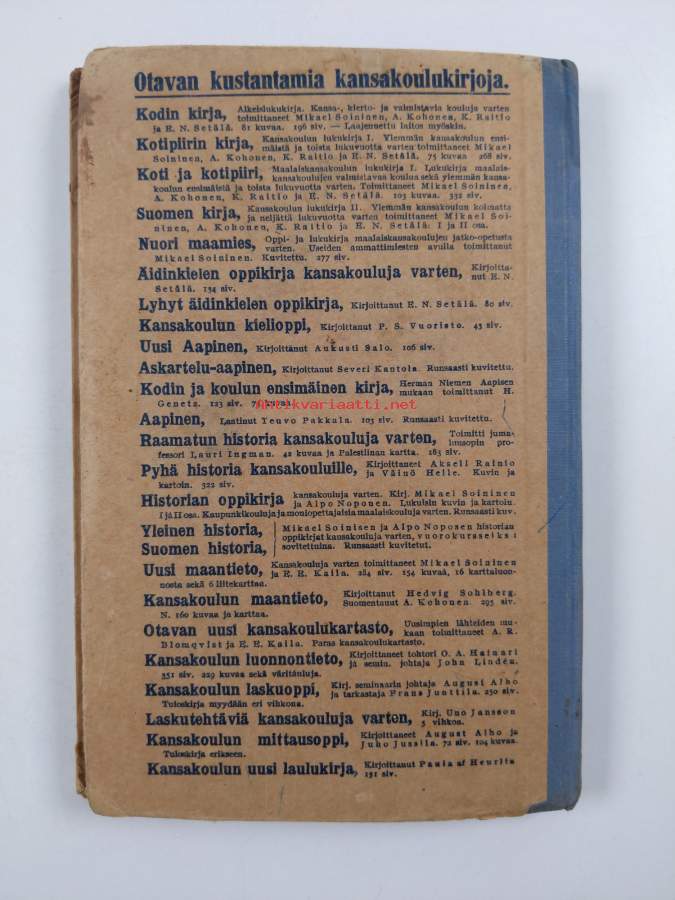 Otavan kustantamia kansakoulukirjoja.
Kodin kirja, Alkeislukukirja. Kansa-, kierto- ja valmistavia kouluja varten
toimittaneet Mikael Soininen, A. Kohonen, K. Raitio
ja E. N. Setälä. 81 kuvaa. 196 siv. — Laajennettu laitos myöskin.
Kotipiirin kirja, Kansakoulun lukukirja I. Ylemmän kansakoulun ensi-
mäistä ja toista lukuvuotta varten toimittaneet Mikael
Soininen, A. Kohonen, K. Raitio ja E. N. Setälä. 75 kuvaa 268 siv.
Koti ja kotipiiri, Maalaiskansakoulun lukukirja I. Lukukirja maalais-
kansakoulujen valmistavaa koulua sekä ylemmän kansa-
koulun ensimäistä ja toista lukuvuotta varten. Toimittaneet Mikael Soininen,
A. Kohonen, K. Raitio ja E. N. Setälä. 103 kuvaa. 332 siv.
Suomen kirja, Kansakoulun lukukirja II. Ylemmän kansakoulun kolmatta
ja neljättä lukuvuotta varten toimittaneet Mikael Soi-
ninen, A. Kohonen, K. Raitio ja E. N. Setälä. I ja II osa.
Nuori maamies, Oppi- ja lukukirja maalaiskansakoulujen jatko-opetusta
varten. Useiden ammattimiesten avulla toimittanut
Mikael Soininen. Kuvitettu. 277 siv.
Äidinkielen oppikirja kansakouluja varten, Kirjoitta-
nut E. N.
Setälä. 134 siv.
Lyhyt äidinkielen oppikirja, Kirjoittanut E. N. Setälä. 80 siv.
Kansakoulun kielioppi, Kirjoittanut P. S. Vuoristo. 43 siv.
Uusi Aapinen, Kirjoittanut Aukusti Salo. 106 siv.
Askartelu-aapinen, Kirjoittanut Severi Kantola. Runsaasti kuvitettu.
Kodin ja koulun ensimäinen kirja, Herman Niemen Aapisen
mukaan toimittanut H.
Genetz. 123 siv. 79 kuvaa.
Antikvariaatti.net
Aapinen, Laatinut Teuvo Pakkala. 103 siv. Runsaasti kuvitettu.
Raamatun historia kansakouluja varten, Toimitti juma-
luusopin pro-
fessori Lauri Ingman. 42 kuvaa ja Palestiinan kartta. 183 siv.
Pyhä historia kansakouluille, Kirjoittaneet Akseli Rainio
ja Väinö Helle. Kuvin ja
kartoin. 322 siv.
Historian oppikirja kansakouluja varten. Kirj. Mikael Soininen
ja Alpo Noponen. Lukuisin kuvin ja kartoin.
I ja II osa. Kaupunkikouluja ja moniopettajaisia maalaiskouluja varten. Runsaasti kuv.
Yleinen historia, Mikael Soinisen ja Alpo Noposen historian
oppikirjat kansakouluja varten, vuorokursseiksi
Suomen historia, sovitettuina. Runsaasti kuvitetut.
Uusi maantieto, Kansakouluja varten toimittaneet Mikael Soininen
ja E. E. Kaila. 284 siv. 154 kuvaa, 16 karttaluon-
nosta sekä 6 liitekarttaa.
Kansakoulun maantieto, Kirjoittanut Hedvig Sohlberg.
Suomentanut A. Kohonen. 293 siv.
N. 160 kuvaa ja karttaa.
Otavan uusi kansakoulukartasto, Uusimpien lähteiden mu-
kaan toimittaneet A. R.
Blomqvist ja E. E. Kaila. Paras kansakoulukartasto.
Kansakoulun luonnontieto, Kirjoittaneet tohtori O. A. Hainari
ja semin. johtaja John Lindén.
351 siv. 229 kuvaa sekä väritauluja.
Kansakoulun laskuoppi, Kirj. seminaarin johtaja August Alho
ja tarkastaja Frans Junttila. 250 siv.
Tuloskirja myydään eri vihkona.
Laskutehtäviä kansakouluja varten, Kirj. Uno Jansson
5 vihkoa.
Kansakoulun mittausoppi, Kirjoittaneet August Alho ja
Juho Jussila. 72 siv. 104 kuvaa.
Tuloskirja erikseen.
Kansakoulun uusi laulukirja, Kirjoittanut Paula af Heurlin
151 siv.